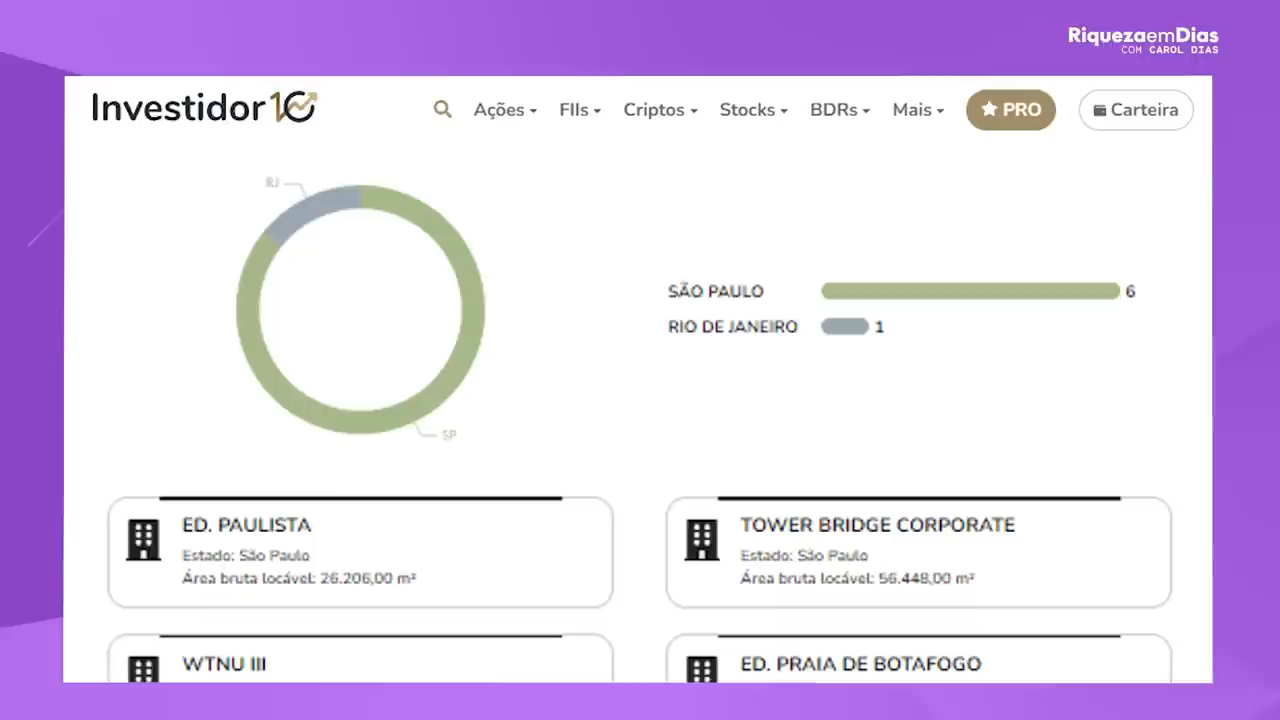 RiquezaemDias
COM CAROL DIAS
Investidor10
Ações
FIIs
Criptos
Stocks
BDRs
Mais
PRO
Carteira
RJ
SP
SÃO PAULO 6
RIO DE JANEIRO 1
ED. PAULISTA
Estado: São Paulo
Área bruta locável: 26.206,00 m²
TOWER BRIDGE CORPORATE
Estado: São Paulo
Área bruta locável: 56.448,00 m²
WTNU III
ED. PRAIA DE BOTAFOGO